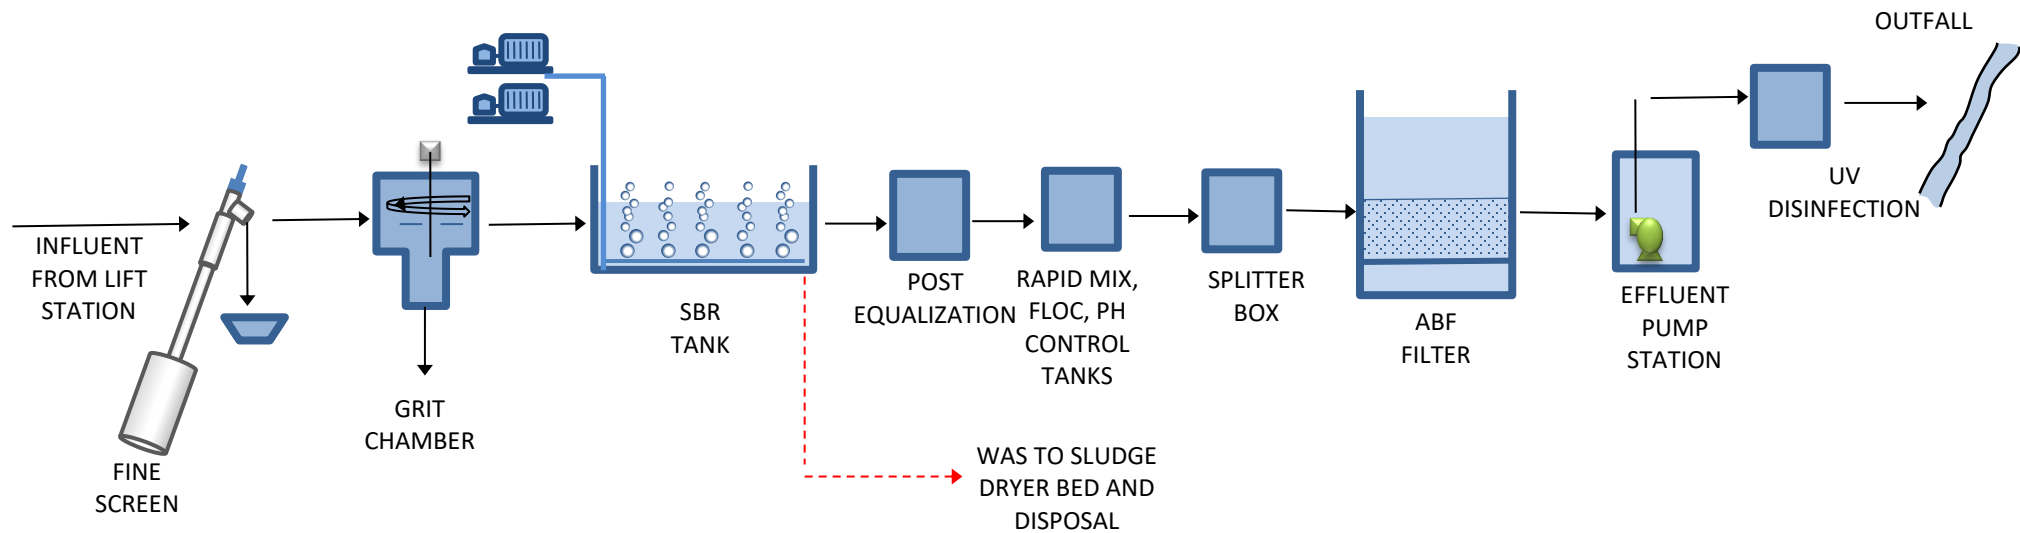 INFLUENT
FROM LIFT
STATION
FINE
SCREEN
GRIT
CHAMBER
SBR
TANK
WAS TO SLUDGE
DRYER BED AND
DISPOSAL
POST
EQUALIZATION
RAPID MIX,
FLOC, PH
CONTROL
TANKS
SPLITTER
BOX
ABF
FILTER
EFFLUENT
PUMP
STATION
UV
DISINFECTION
OUTFALL